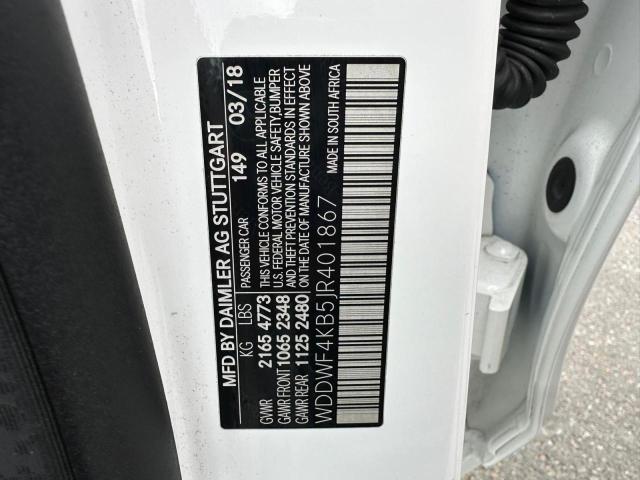 MFD BY DAIMLER AG STUTTGART
PASSENGER CAR 149 03/18
KG LBS
GVWR 2165 4773
GAWR FRONT 1065 2348
GAWR REAR 1125 2480
THIS VEHICLE CONFORMS TO ALL APPLICABLE
U.S. FEDERAL MOTOR VEHICLE SAFETY,BUMPER
AND THEFT PREVENTION STANDARDS IN EFFECT
ON THE DATE OF MANUFACTURE SHOWN ABOVE
WDDWF4KB5JR401867
MADE IN SOUTH AFRICA